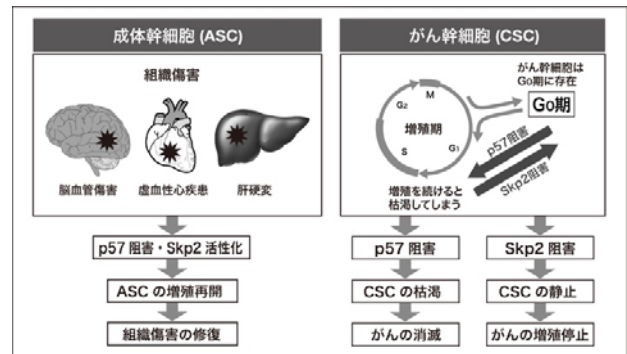 成体幹細胞 (ASC)
組織傷害
脳血管傷害
虚血性心疾患
肝硬変
p57 阻害・Skp2 活性化
ASC の増殖再開
組織傷害の修復
がん幹細胞 (CSC)
がん幹細胞は
Go期に存在
Go期
M
G2
増殖期
S
G1
p57阻害
Skp2阻害
増殖を続けると
枯渇してしまう
p57 阻害
CSC の枯渇
がんの消滅
Skp2 阻害
CSC の静止
がんの増殖停止